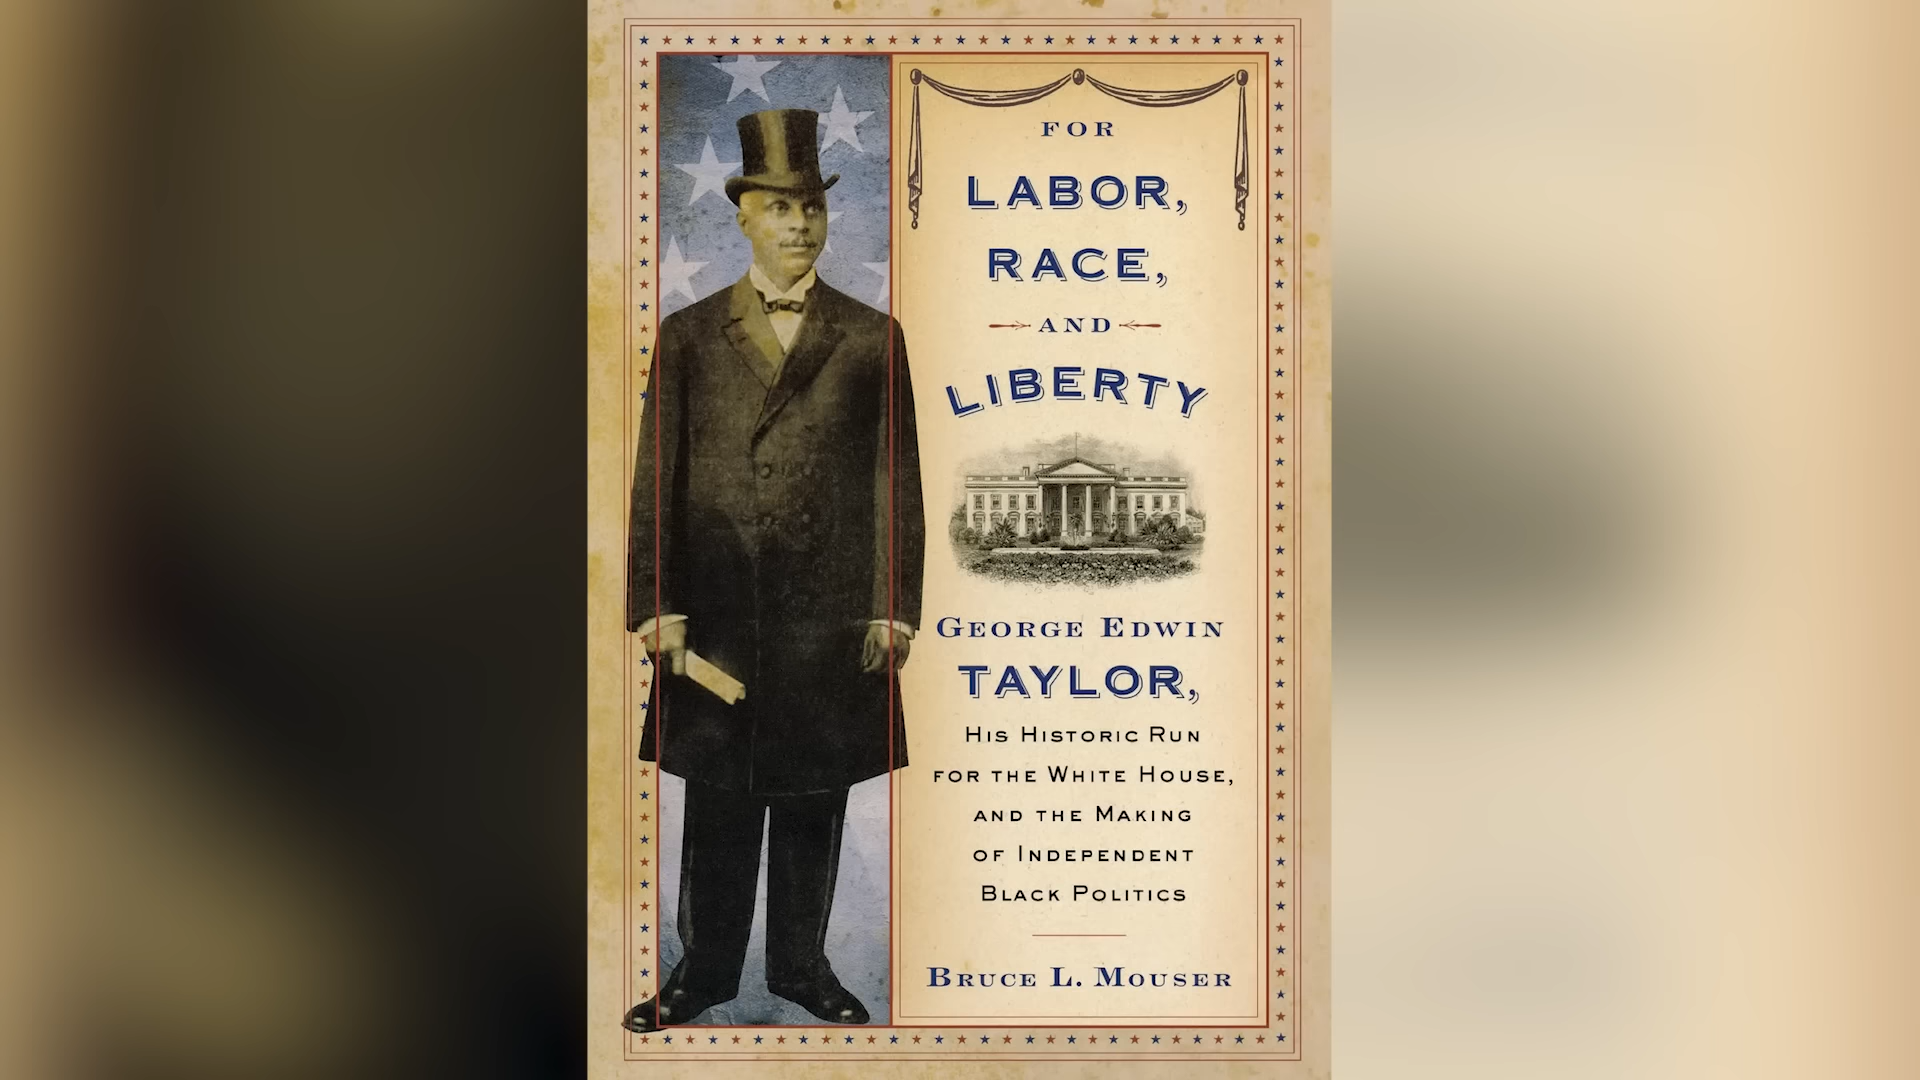 FOR
LABOR,
RACE,
AND
LIBERTY
GEORGE EDWIN
TAYLOR,
HIS HISTORIC RUN
FOR THE WHITE HOUSE,
AND THE MAKING
OF INDEPENDENT
BLACK POLITICS
BRUCE L. MOUSER